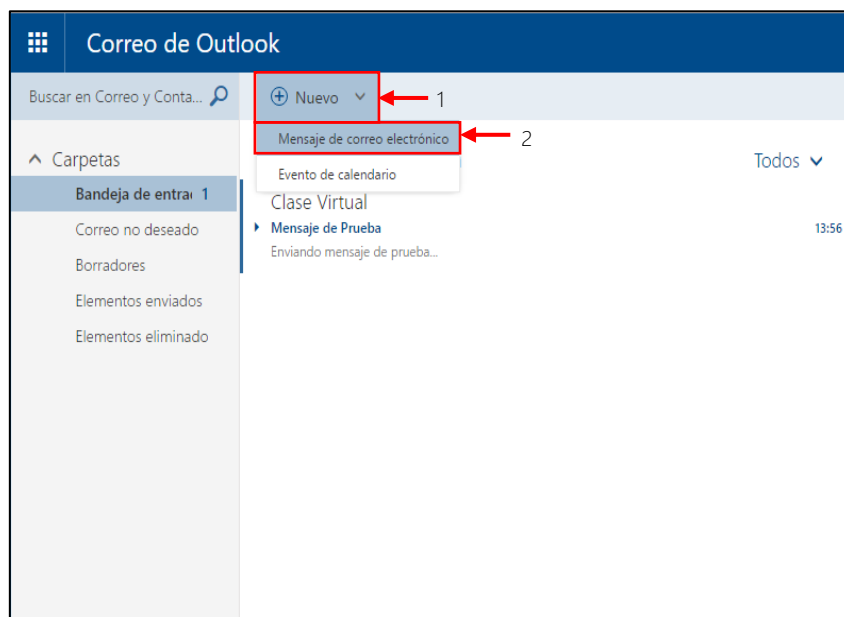 Correo de Outlook
Buscar en Correo y Conta...
Nuevo
1
Mensaje de correo electrónico
2
Evento de calendario
Carpetas
Todos
Bandeja de entra 1
Clase Virtual
Correo no deseado
Mensaje de Prueba
13:56
Enviando mensaje de prueba...
Borradores
Elementos enviados
Elementos eliminado